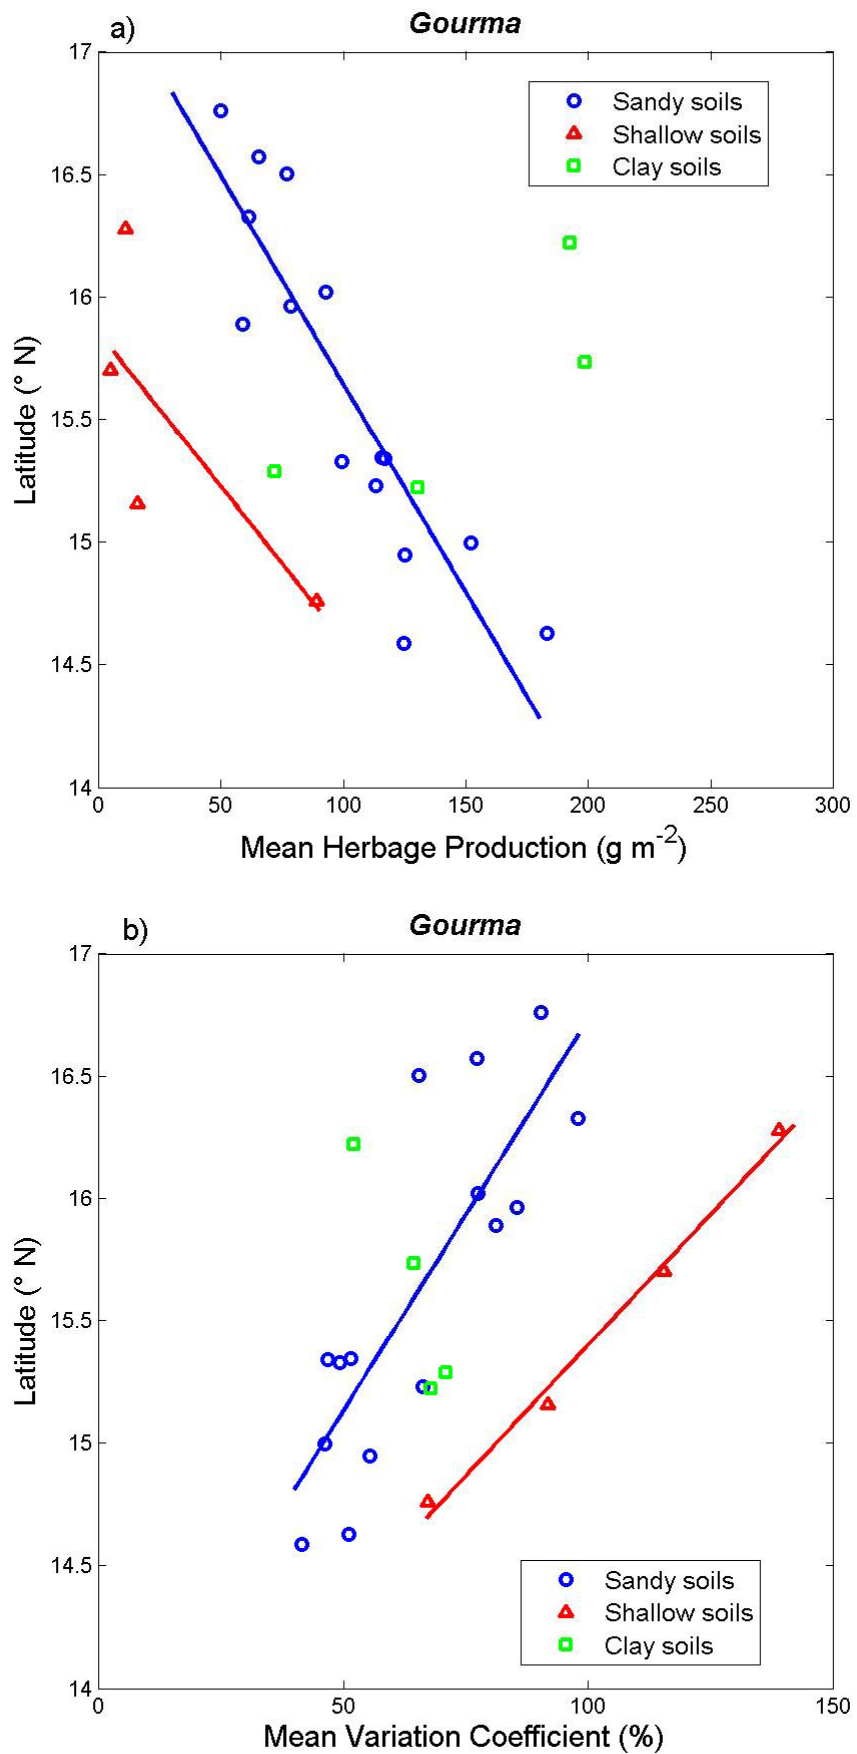 a) Gourma
17
16.5
16
15.5
15
14.5
14
Latitude (° N)
Sandy soils
Shallow soils
Clay soils
0 50 100 150 200 250 300
Mean Herbage Production (g m⁻²)
b) Gourma
17
16.5
16
15.5
15
14.5
14
Latitude (° N)
Sandy soils
Shallow soils
Clay soils
0 50 100 150
Mean Variation Coefficient (%)